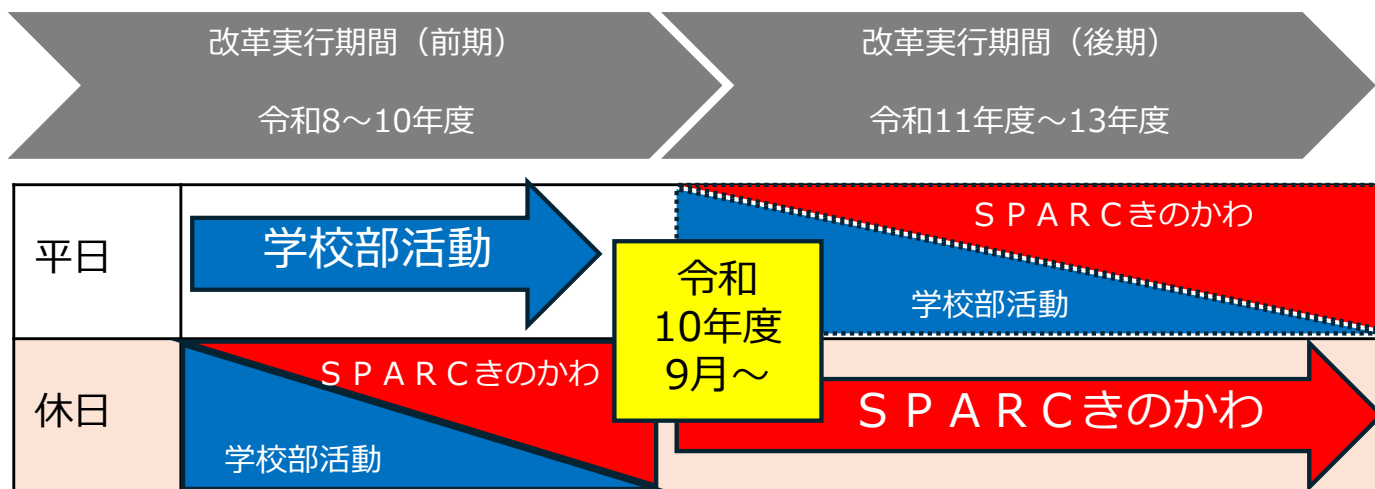 改革実行期間（前期）
令和8～10年度
改革実行期間（後期）
令和11年度～13年度
平日
学校部活動
ＳＰＡＲＣきのかわ
学校部活動
令和
10年度
9月～
休日
ＳＰＡＲＣきのかわ
学校部活動
ＳＰＡＲＣきのかわ